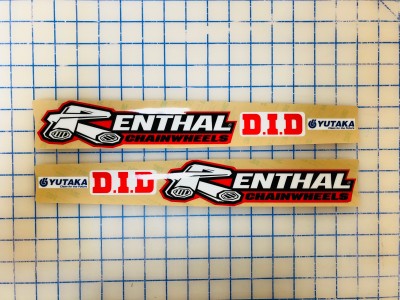 RENTHAL D.I.D YUTAKA
CHAINWHEELS
YUTAKA D.I.D RENTHAL
CHAINWHEELS